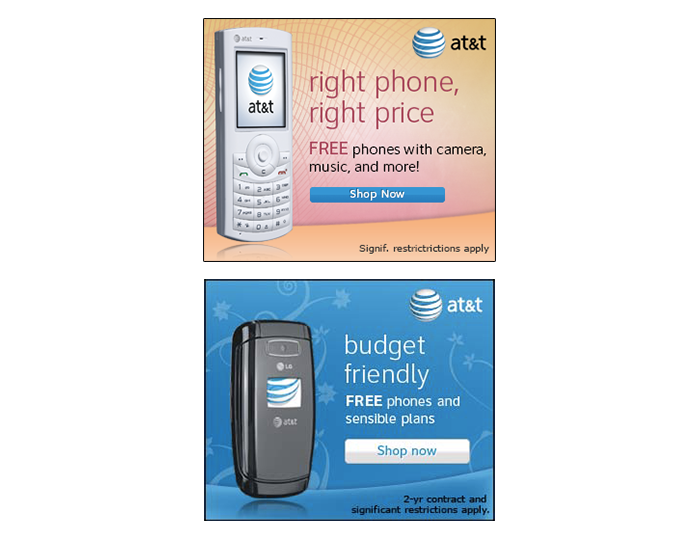 at&t
at&t
at&t
right phone,
right price
FREE phones with camera,
music, and more!
Shop Now
Signif. restrictrictions apply
at&t
budget
friendly
FREE phones and
sensible plans
LG
at&t
Shop now
2-yr contract and
significant restrictions apply.